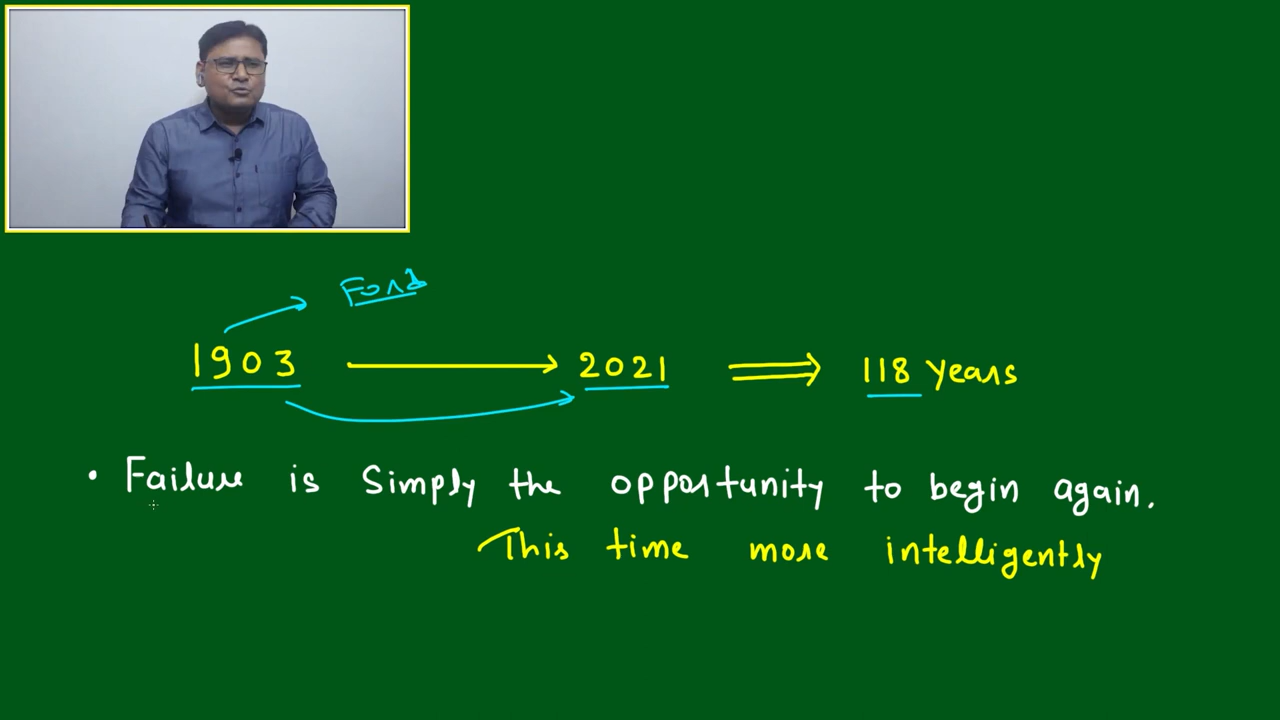 Ford
1903 → 2021 ⇒ 118 Years
• Failure is Simply the opportunity to begin again.
This time more intelligently